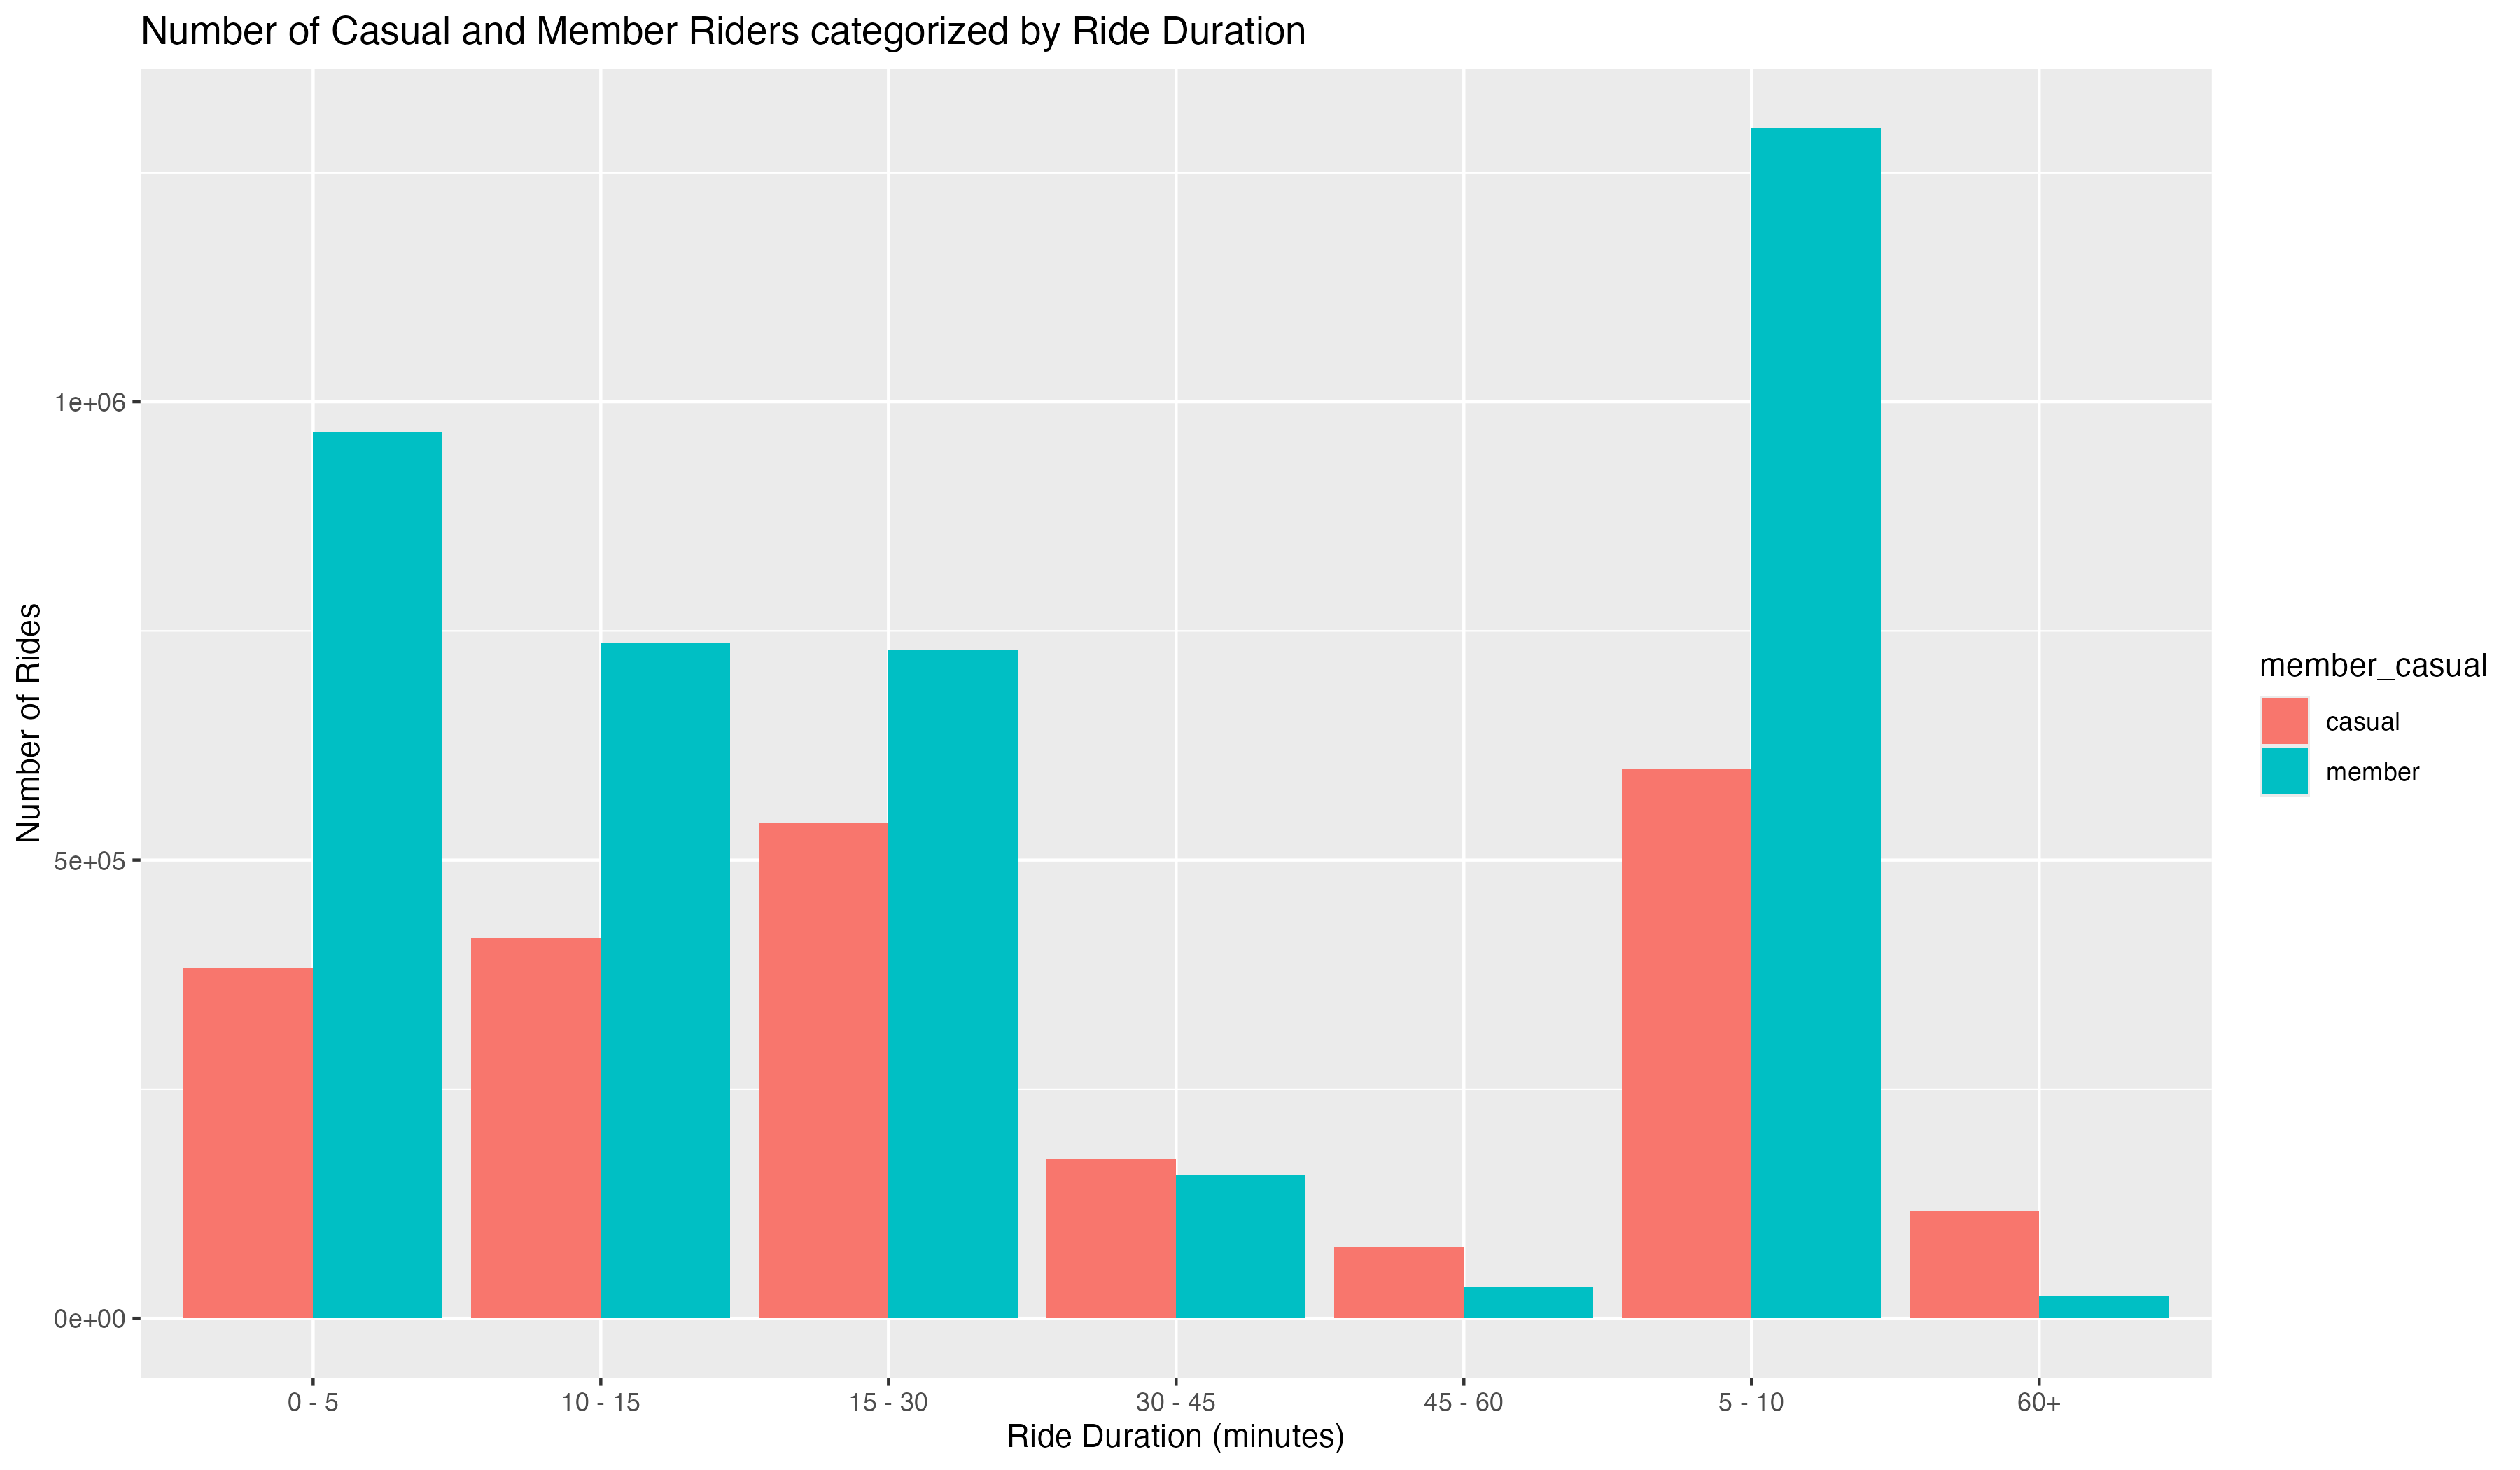 Number of Casual and Member Riders categorized by Ride Duration
Number of Rides
1e+06
5e+05
0e+00
0 - 5 10 - 15 15 - 30 30 - 45 45 - 60 5 - 10 60+
Ride Duration (minutes)
member_casual
casual
member